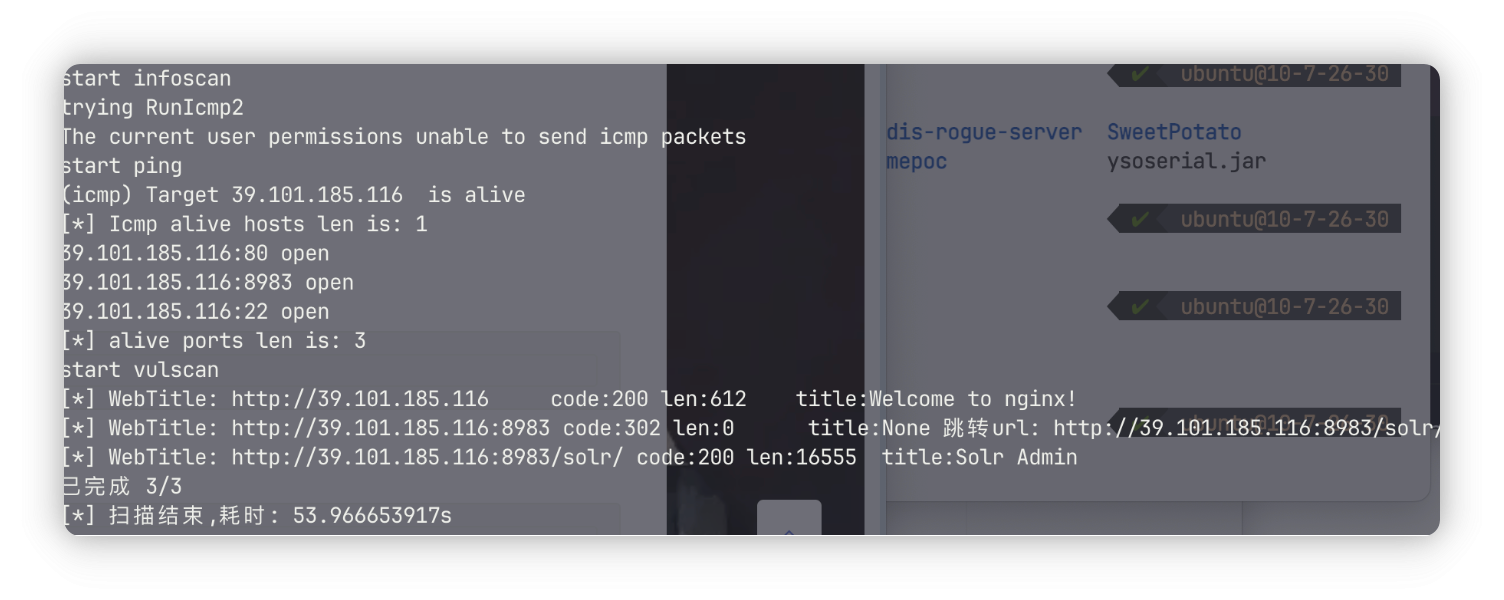 start infoscan
trying RunIcmp2
The current user permissions unable to send icmp packets
start ping
(icmp) Target 39.101.185.116  is alive
[*] Icmp alive hosts len is: 1
39.101.185.116:80 open
39.101.185.116:8983 open
39.101.185.116:22 open
[*] alive ports len is: 3
start vulscan
[*] WebTitle: http://39.101.185.116     code:200 len:612    title:Welcome to nginx!
[*] WebTitle: http://39.101.185.116:8983 code:302 len:0      title:None 跳转url: http://39.101.185.116:8983/solr/
[*] WebTitle: http://39.101.185.116:8983/solr/ code:200 len:16555  title:Solr Admin
已完成 3/3
[*] 扫描结束,耗时: 53.966653917s
✔ ubuntu@10-7-26-30
dis-rogue-server SweetPotato
mepoc ysoserial.jar
✔ ubuntu@10-7-26-30
✔ ubuntu@10-7-26-30
ubuntu@10-7-26-30